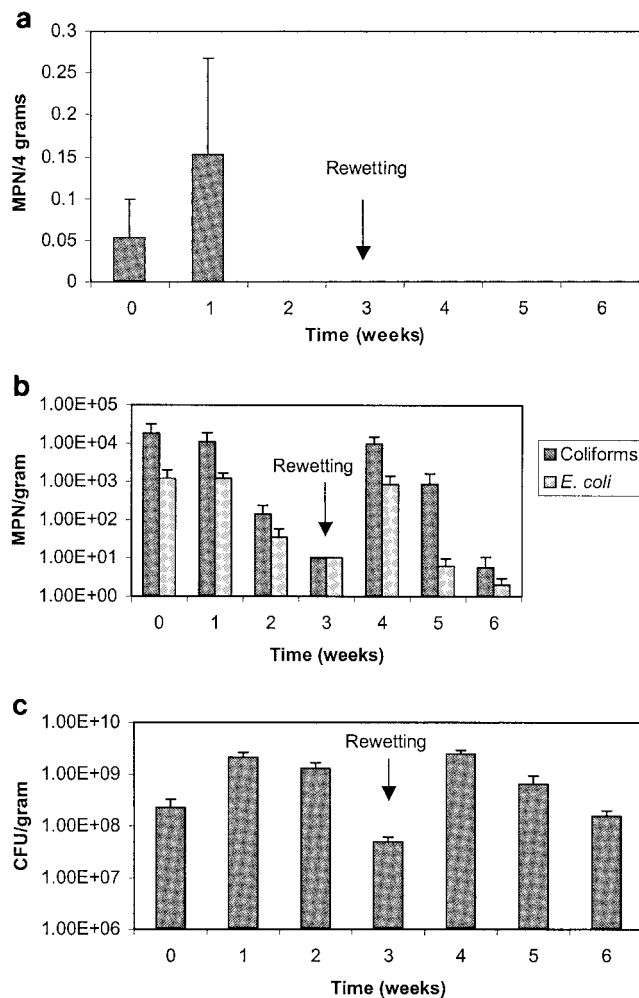 a
0.3
0.25
0.2
0.15
0.1
0.05
0
MPN/4 grams
Rewetting
0 1 2 3 4 5 6
Time (weeks)
b
1.00E+05
1.00E+04
1.00E+03
1.00E+02
1.00E+01
1.00E+00
MPN/gram
Rewetting
Coliforms
E. coli
0 1 2 3 4 5 6
Time (weeks)
c
1.00E+10
1.00E+09
1.00E+08
1.00E+07
1.00E+06
CFU/gram
Rewetting
0 1 2 3 4 5 6
Time (weeks)